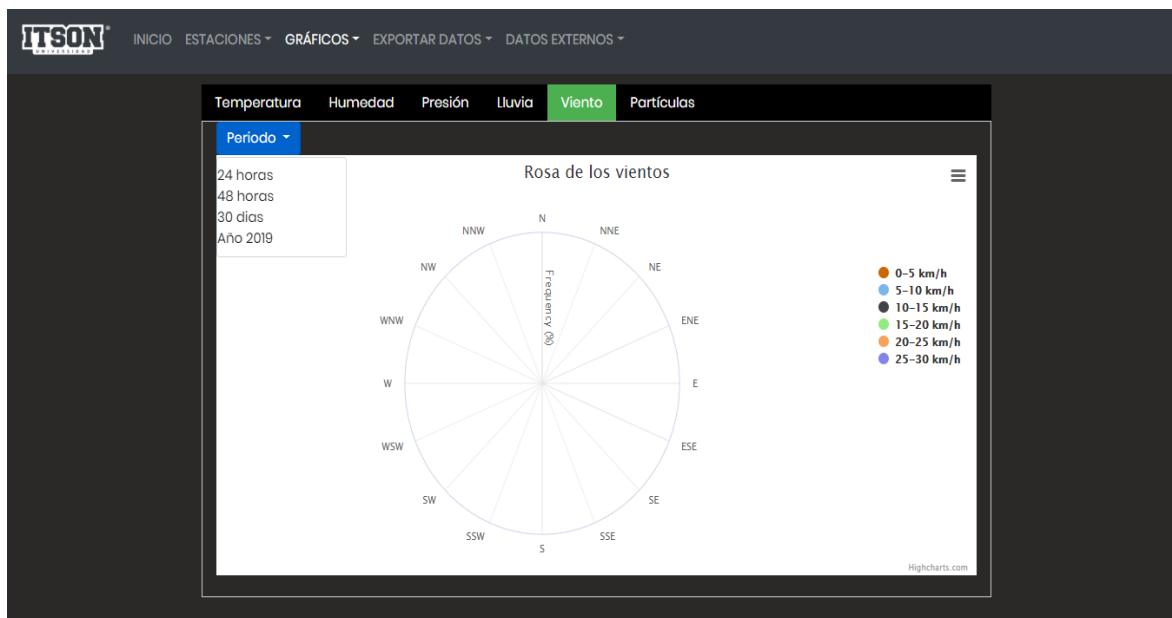 ITSON
UNIVERSIDAD
INICIO ESTACIONES GRÁFICOS EXPORTAR DATOS DATOS EXTERNOS
Temperatura Humedad Presión Lluvia Viento Partículas
Periodo
24 horas
48 horas
30 dias
Año 2019
Rosa de los vientos
N
NNE
NE
ENE
E
ESE
SE
SSE
S
SSW
SW
WSW
W
WNW
NW
NNW
Frequency (%)
0-5 km/h
5-10 km/h
10-15 km/h
15-20 km/h
20-25 km/h
25-30 km/h
Highcharts.com